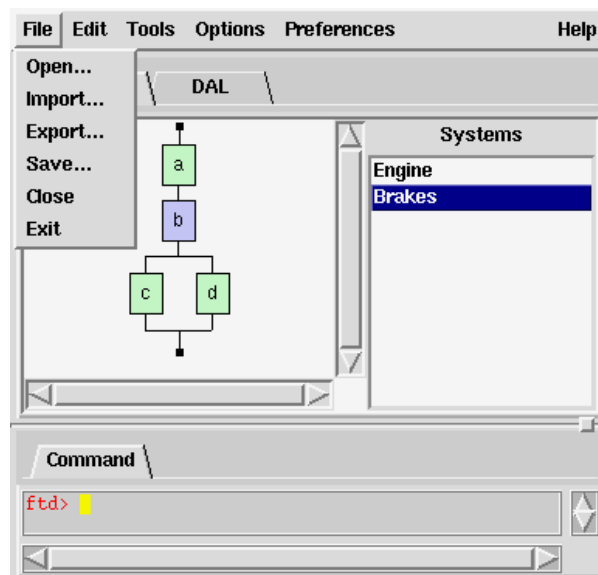 File Edit Tools Options Preferences Help
Open...
Import...
Export...
Save...
Close
Exit
DAL
a
b
c d
Systems
Engine
Brakes
Command
ftd>